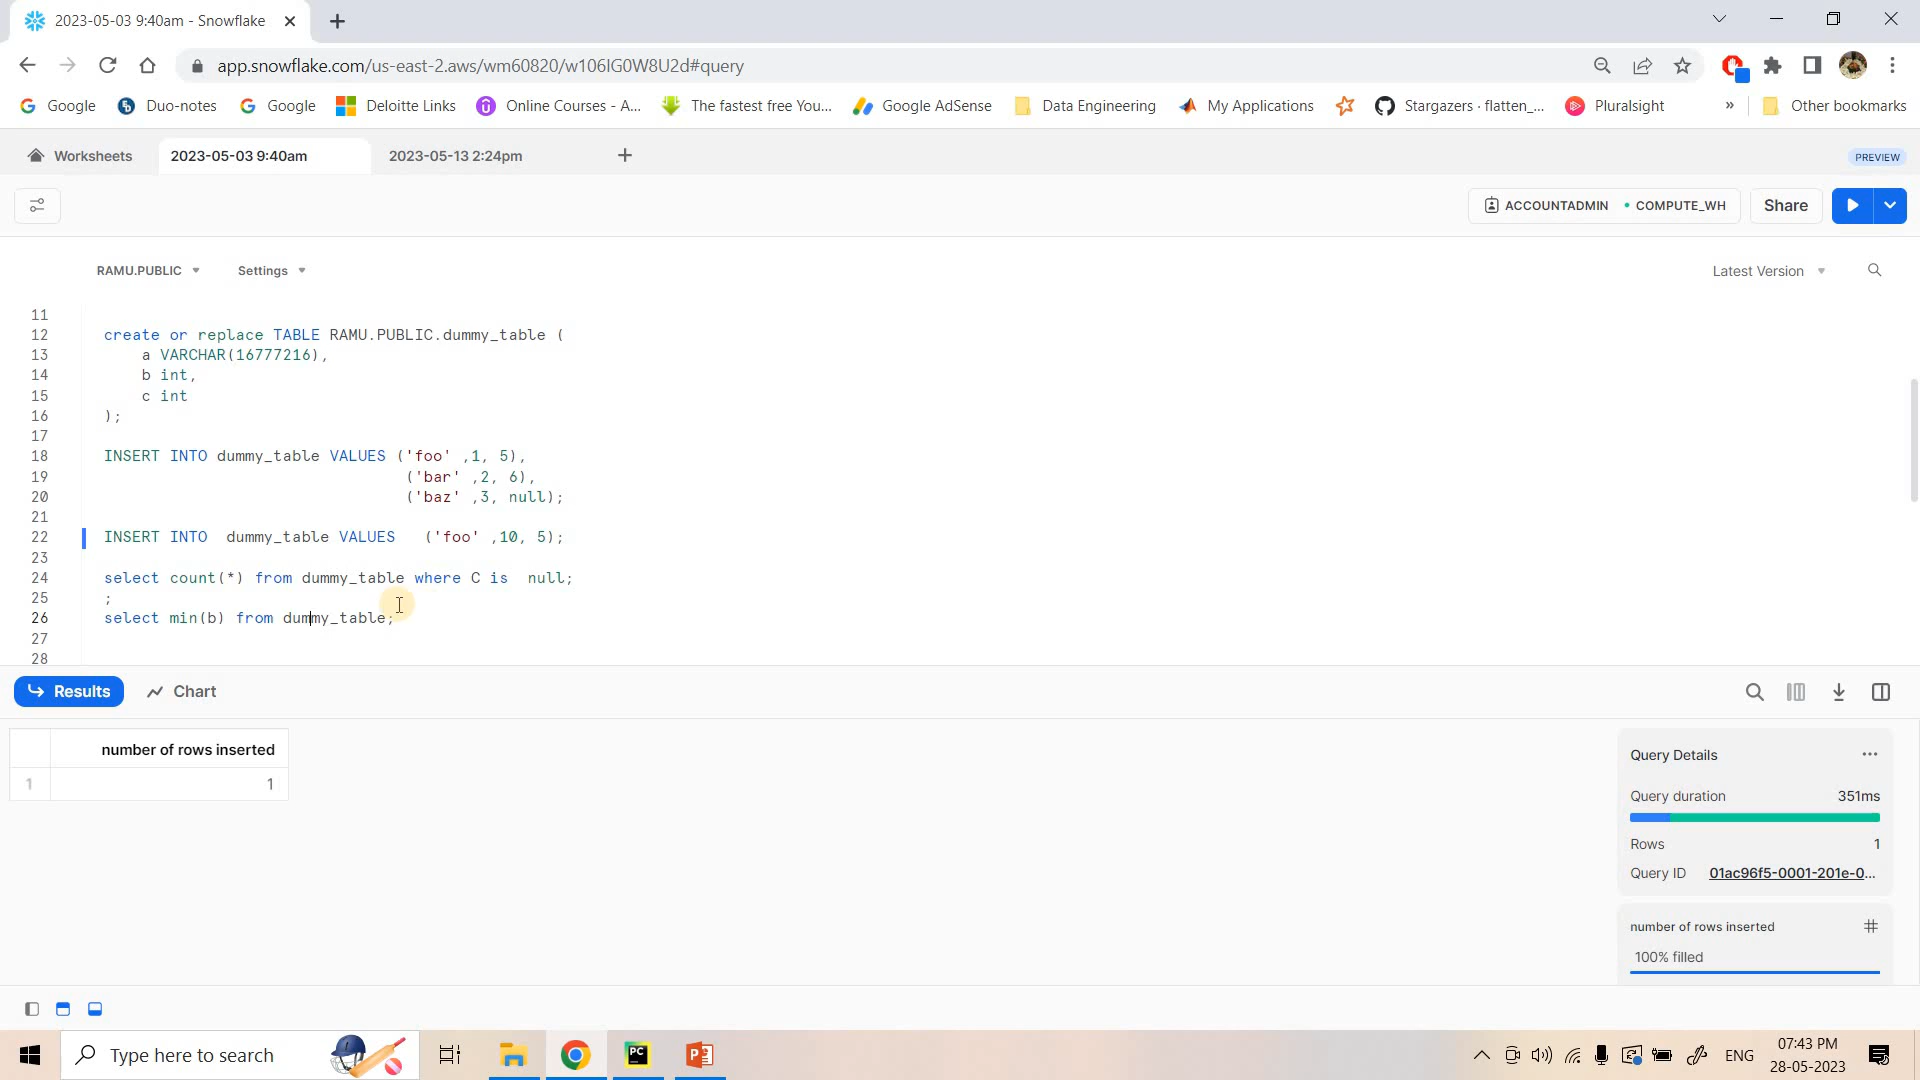 2023-05-03 9:40am - Snowflake
app.snowflake.com/us-east-2.aws/wm60820/w106IG0W8U2d#query
Google Duo-notes Google Deloitte Links Online Courses - A... The fastest free You... Google AdSense Data Engineering My Applications Stargazers · flatten_... Pluralsight » Other bookmarks
Worksheets 2023-05-03 9:40am 2023-05-13 2:24pm PREVIEW
ACCOUNTADMIN • COMPUTE_WH Share
RAMU.PUBLIC Settings Latest Version
11
12 create or replace TABLE RAMU.PUBLIC.dummy_table (
13 a VARCHAR(16777216),
14 b int,
15 c int
16 );
17
18 INSERT INTO dummy_table VALUES ('foo' ,1, 5),
19 ('bar' ,2, 6),
20 ('baz' ,3, null);
21
22 INSERT INTO dummy_table VALUES ('foo' ,10, 5);
23
24 select count(*) from dummy_table where C is null;
25 ;
26 select min(b) from dummy_table;
27
28
Results Chart
number of rows inserted
1 1
Query Details ...
Query duration 351ms
Rows 1
Query ID 01ac96f5-0001-201e-0...
number of rows inserted #
100% filled
Type here to search PC P ENG 07:43 PM
28-05-2023